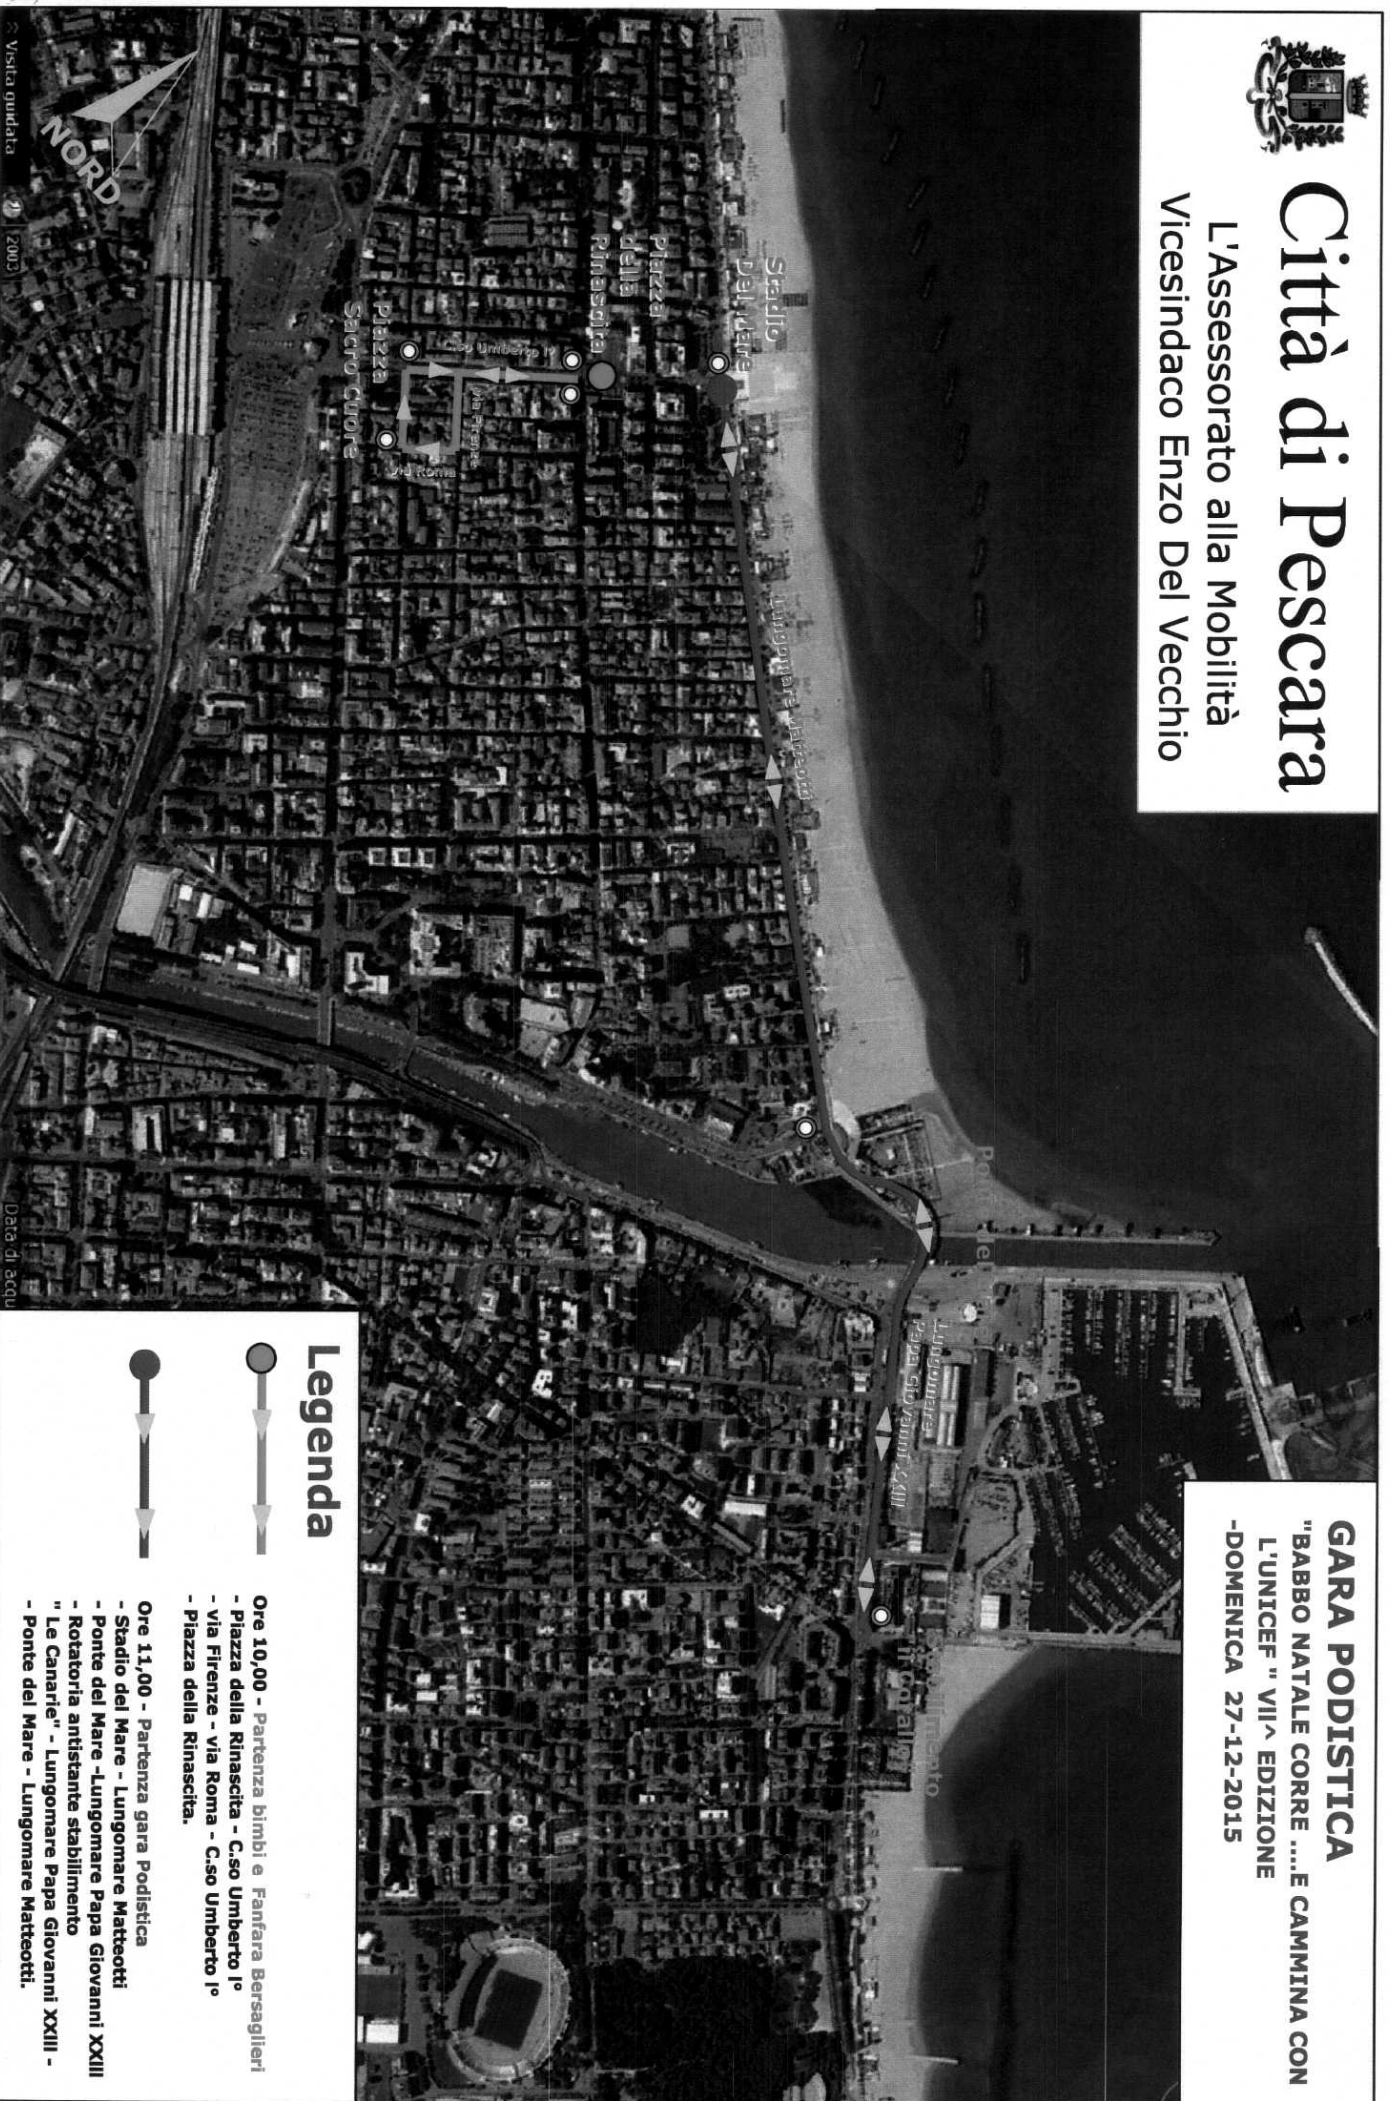 Città di Pescara
L'Assessorato alla Mobilità
Vicesindaco Enzo Del Vecchio
GARA PODISTICA
"BABBO NATALE CORRE ....E CAMMINA CON
L'UNICEF " VII^ EDIZIONE
-DOMENICA 27-12-2015
Stadio
Del Mare
Piazza
della
Rinascita
C.so Umberto I°
Via Firenze
Via Roma
Piazza
Sacro Cuore
Lungomare Matteotti
Lungomare
Papa Giovanni XXIII
NORD
Visita guidata
2003
Data di acqu
Legenda
Ore 10,00 - Partenza bimbi e Fanfara Bersaglieri
- Piazza della Rinascita - C.so Umberto I°
- via Firenze - via Roma - C.so Umberto I°
- Piazza della Rinascita.
Ore 11,00 - Partenza gara Podistica
- Stadio del Mare - Lungomare Matteotti
- Ponte del Mare -Lungomare Papa Giovanni XXIII
- Rotatoria antistante stabilimento
" Le Canarie" - Lungomare Papa Giovanni XXIII -
- Ponte del Mare - Lungomare Matteotti.